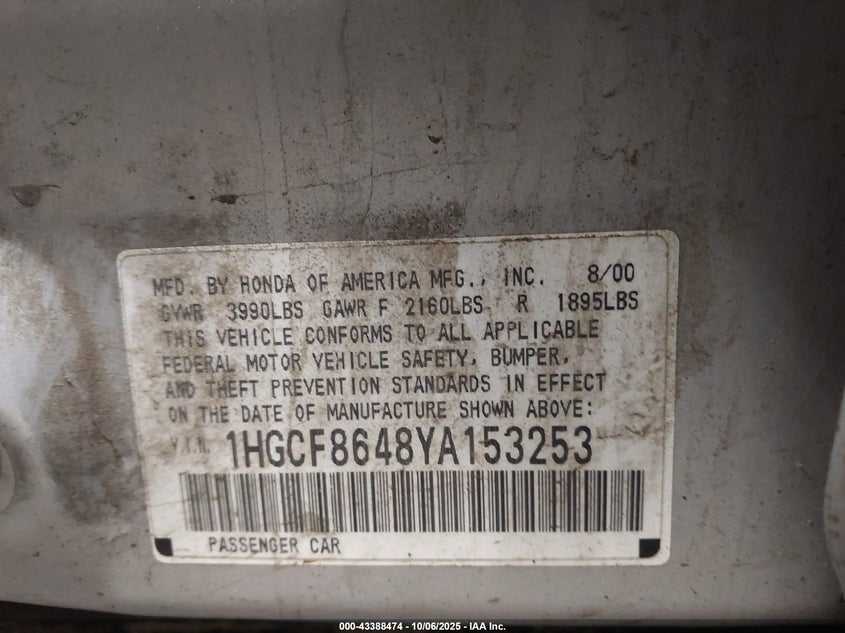 MFD. BY HONDA OF AMERICA MFG., INC. 8/00
GVWR 3990LBS GAWR F 2160LBS R 1895LBS
THIS VEHICLE CONFORMS TO ALL APPLICABLE
FEDERAL MOTOR VEHICLE SAFETY, BUMPER,
AND THEFT PREVENTION STANDARDS IN EFFECT
ON THE DATE OF MANUFACTURE SHOWN ABOVE:
V.I.N. 1HGCF8648YA153253
PASSENGER CAR
000-43388474 - 10/06/2025 - IAA Inc.